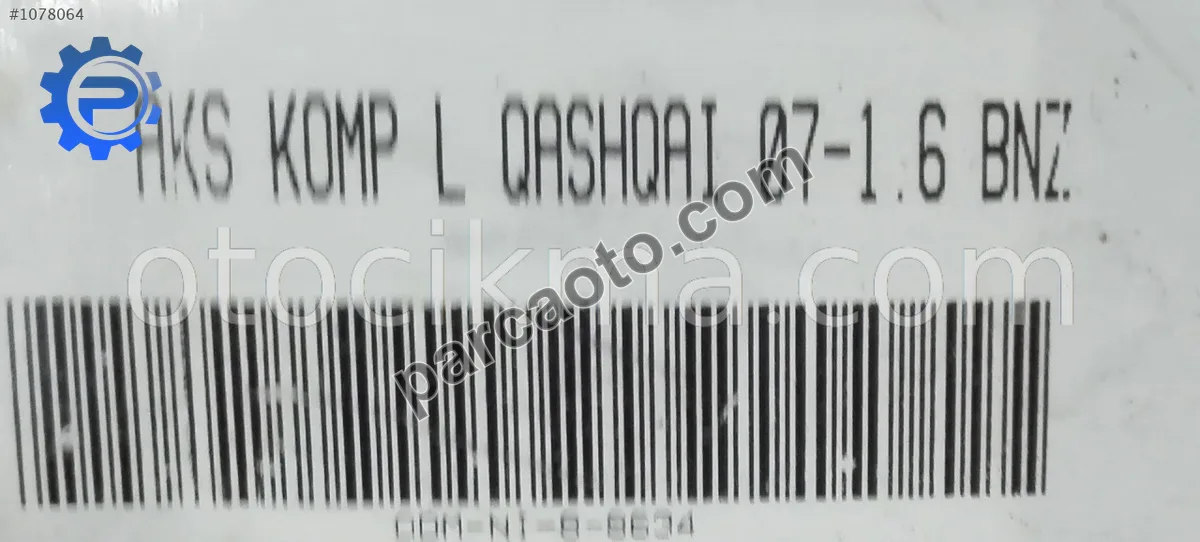 #1078064
AKS KOMP L QASHQAI 07-1.6 BNZ
otocikma.com
parcaoto.com